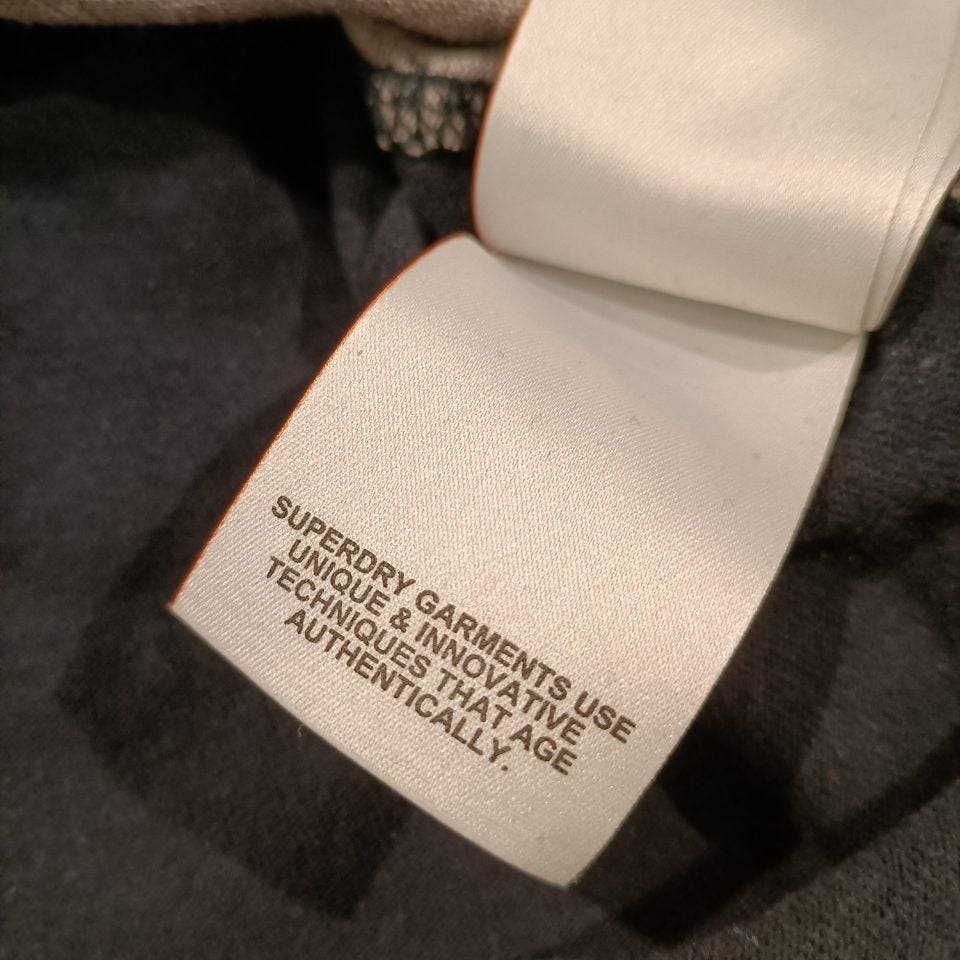 SUPERDRY GARMENTS USE
UNIQUE & INNOVATIVE
TECHNIQUES THAT AGE
AUTHENTICALLY.